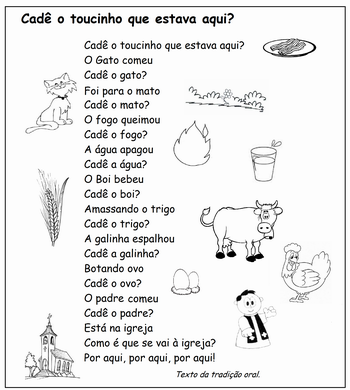 Cadê o toucinho que estava aqui?
Cadê o toucinho que estava aqui?
O Gato comeu
Cadê o gato?
Foi para o mato
Cadê o mato?
O fogo queimou
Cadê o fogo?
A água apagou
Cadê a água?
O Boi bebeu
Cadê o boi?
Amassando o trigo
Cadê o trigo?
A galinha espalhou
Cadê a galinha?
Botando ovo
Cadê o ovo?
O padre comeu
Cadê o padre?
Está na igreja
Como é que se vai à igreja?
Por aqui, por aqui, por aqui!
Texto da tradição oral.